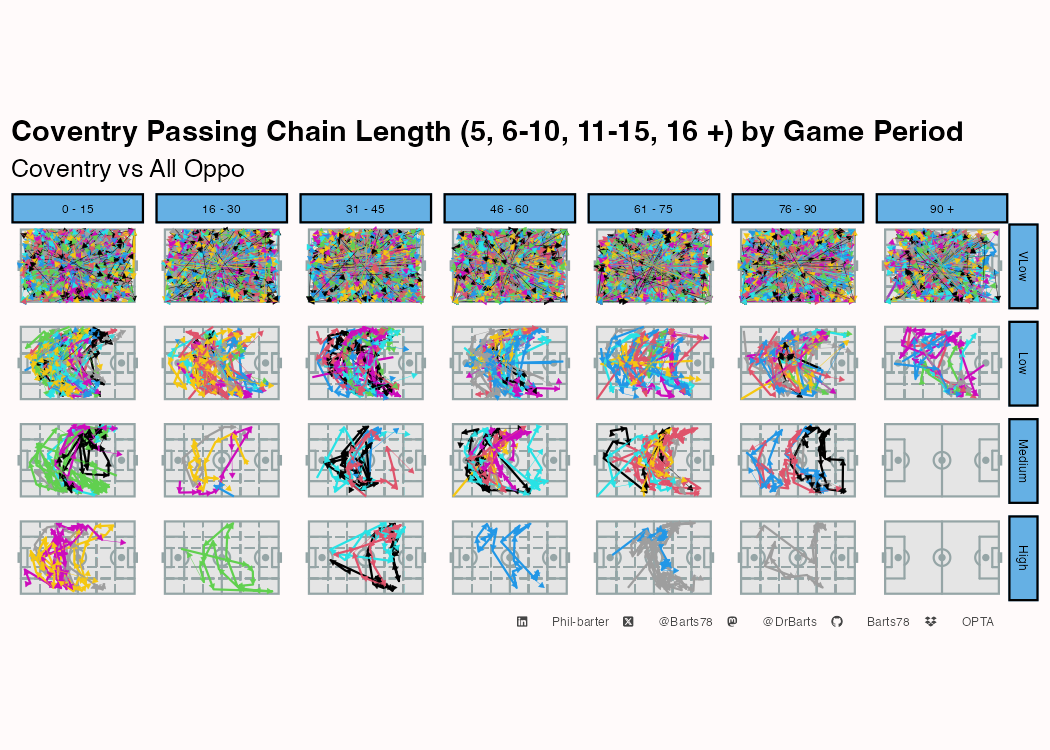 Coventry Passing Chain Length (5, 6-10, 11-15, 16 +) by Game Period
Coventry vs All Oppo
0 - 15 16 - 30 31 - 45 46 - 60 61 - 75 76 - 90 90 +
VLow
Low
Medium
High
Phil-barter @Barts78 @DrBarts Barts78 OPTA